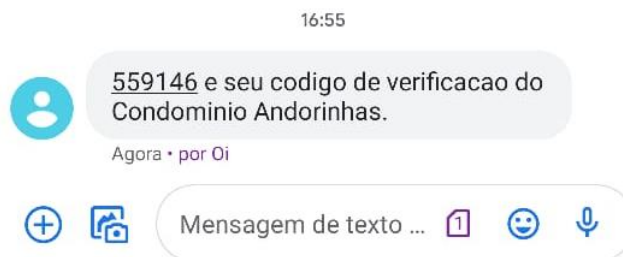 16:55
559146 e seu codigo de verificacao do
Condominio Andorinhas.
Agora • por Oi
Mensagem de texto ... 1